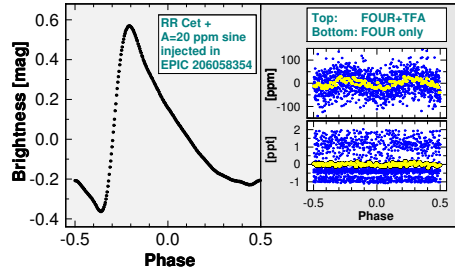 RR Cet +
A=20 ppm sine
injected in
EPIC 206058354
Brightness [mag]
0.6
0.4
0.2
0.0
-0.2
-0.4
-0.5
0.0
0.5
Phase
Top: FOUR+TFA
Bottom: FOUR only
[ppm]
100
0
-100
[ppt]
2
1
0
-1
-0.5
0.0
0.5
Phase